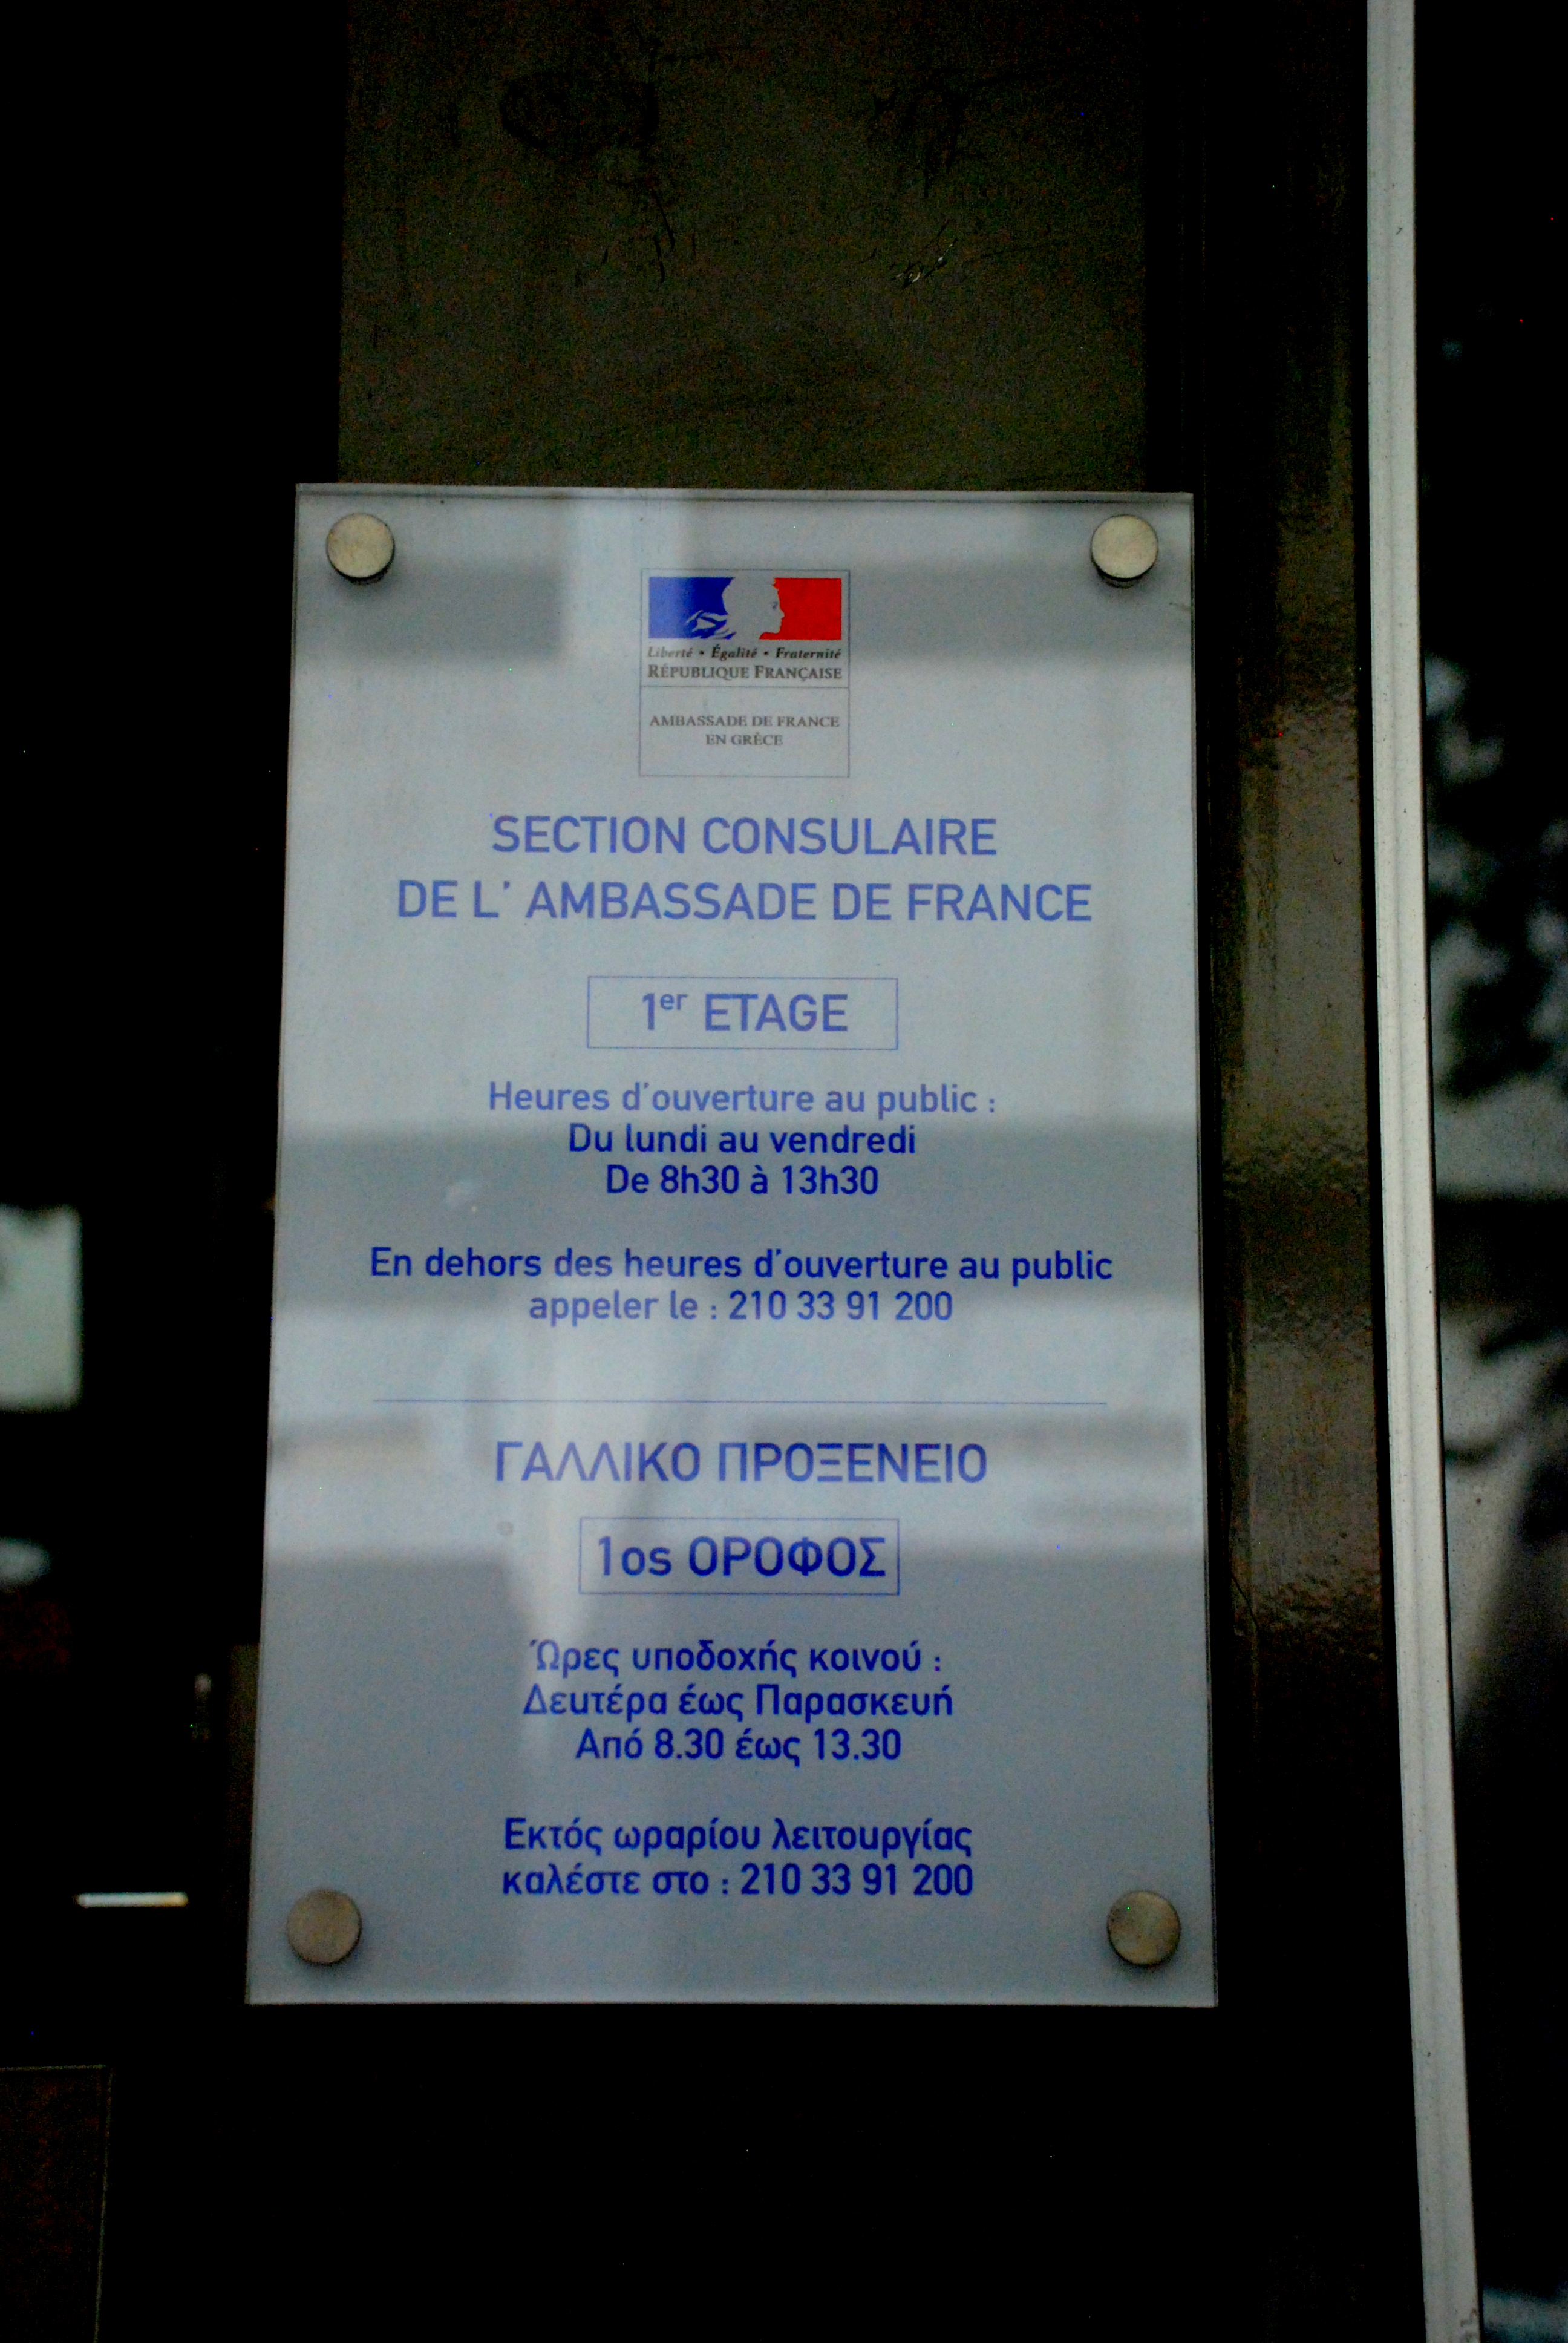 Liberté • Égalité • Fraternité
RÉPUBLIQUE FRANÇAISE
AMBASSADE DE FRANCE
EN GRÈCE
SECTION CONSULAIRE
DE L' AMBASSADE DE FRANCE
1er ETAGE
Heures d'ouverture au public :
Du lundi au vendredi
De 8h30 à 13h30
En dehors des heures d'ouverture au public
appeler le : 210 33 91 200
ΓΑΛΛΙΚΟ ΠΡΟΞΕΝΕΙΟ
1os ΟΡΟΦΟΣ
Ώρες υποδοχής κοινού :
Δευτέρα έως Παρασκευή
Από 8.30 έως 13.30
Εκτός ωραρίου λειτουργίας
καλέστε στο : 210 33 91 200